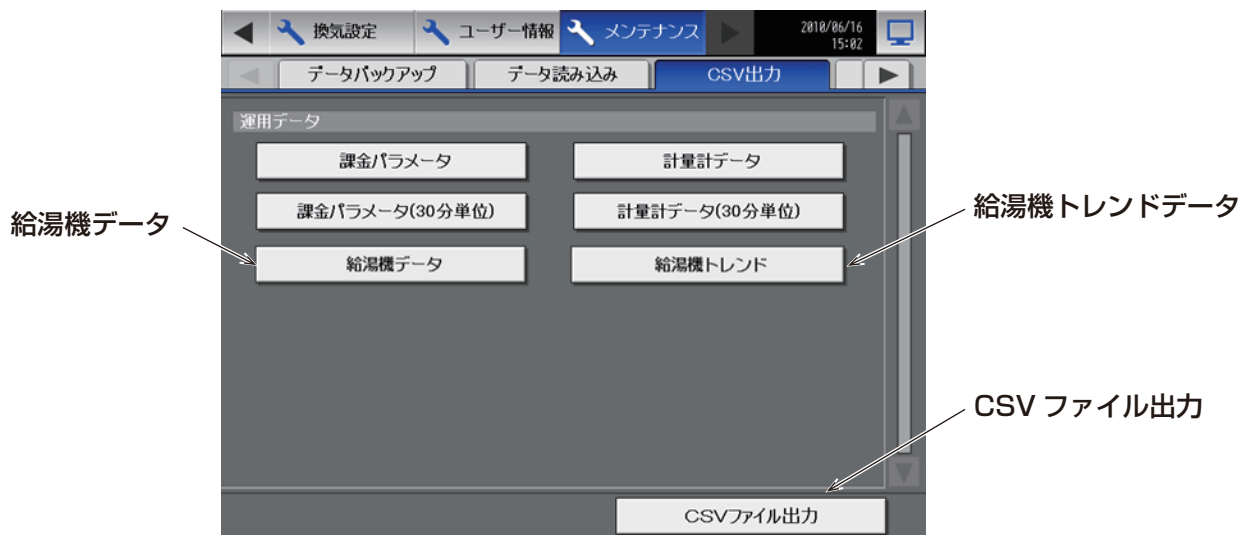 換気設定 ユーザー情報 メンテナンス 2010/06/16
15:02
データバックアップ データ読み込み CSV出力
運用データ
課金パラメータ 計量計データ
課金パラメータ(30分単位) 計量計データ(30分単位)
給湯機データ 給湯機トレンドデータ
給湯機データ 給湯機トレンド
CSV ファイル出力
CSVファイル出力